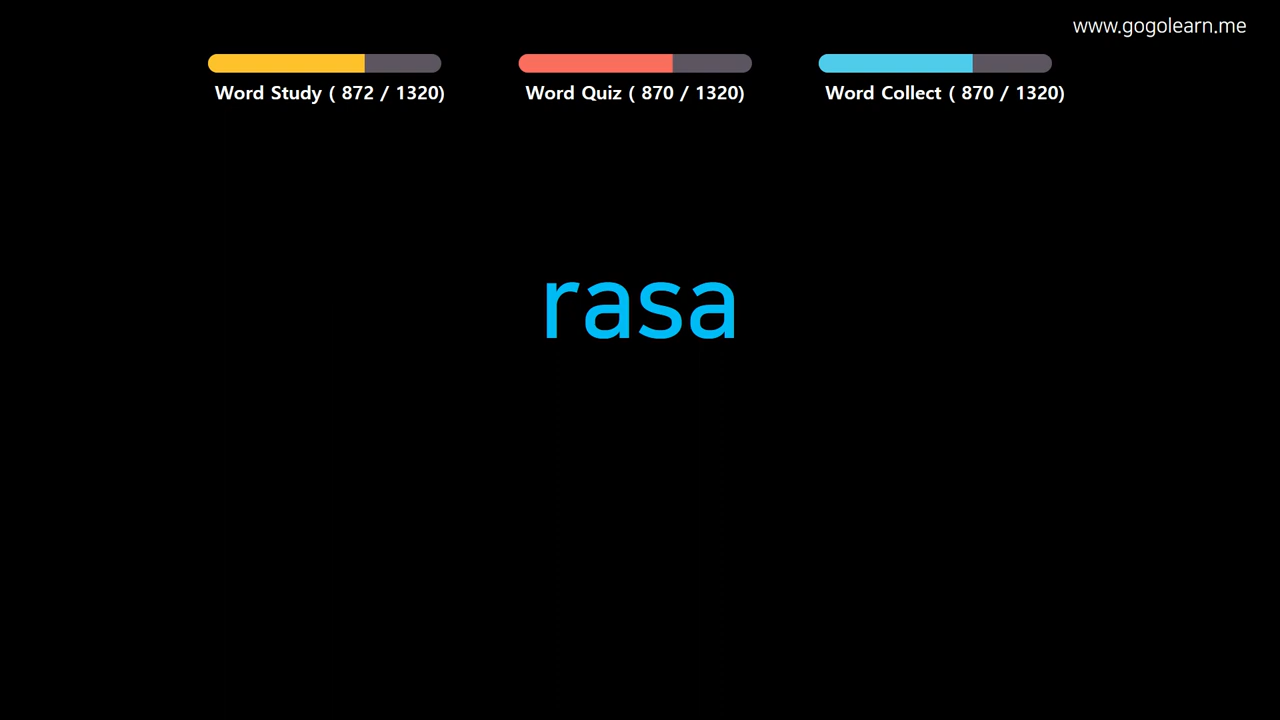 www.gogolearn.me
Word Study ( 872 / 1320)
Word Quiz ( 870 / 1320)
Word Collect ( 870 / 1320)
rasa